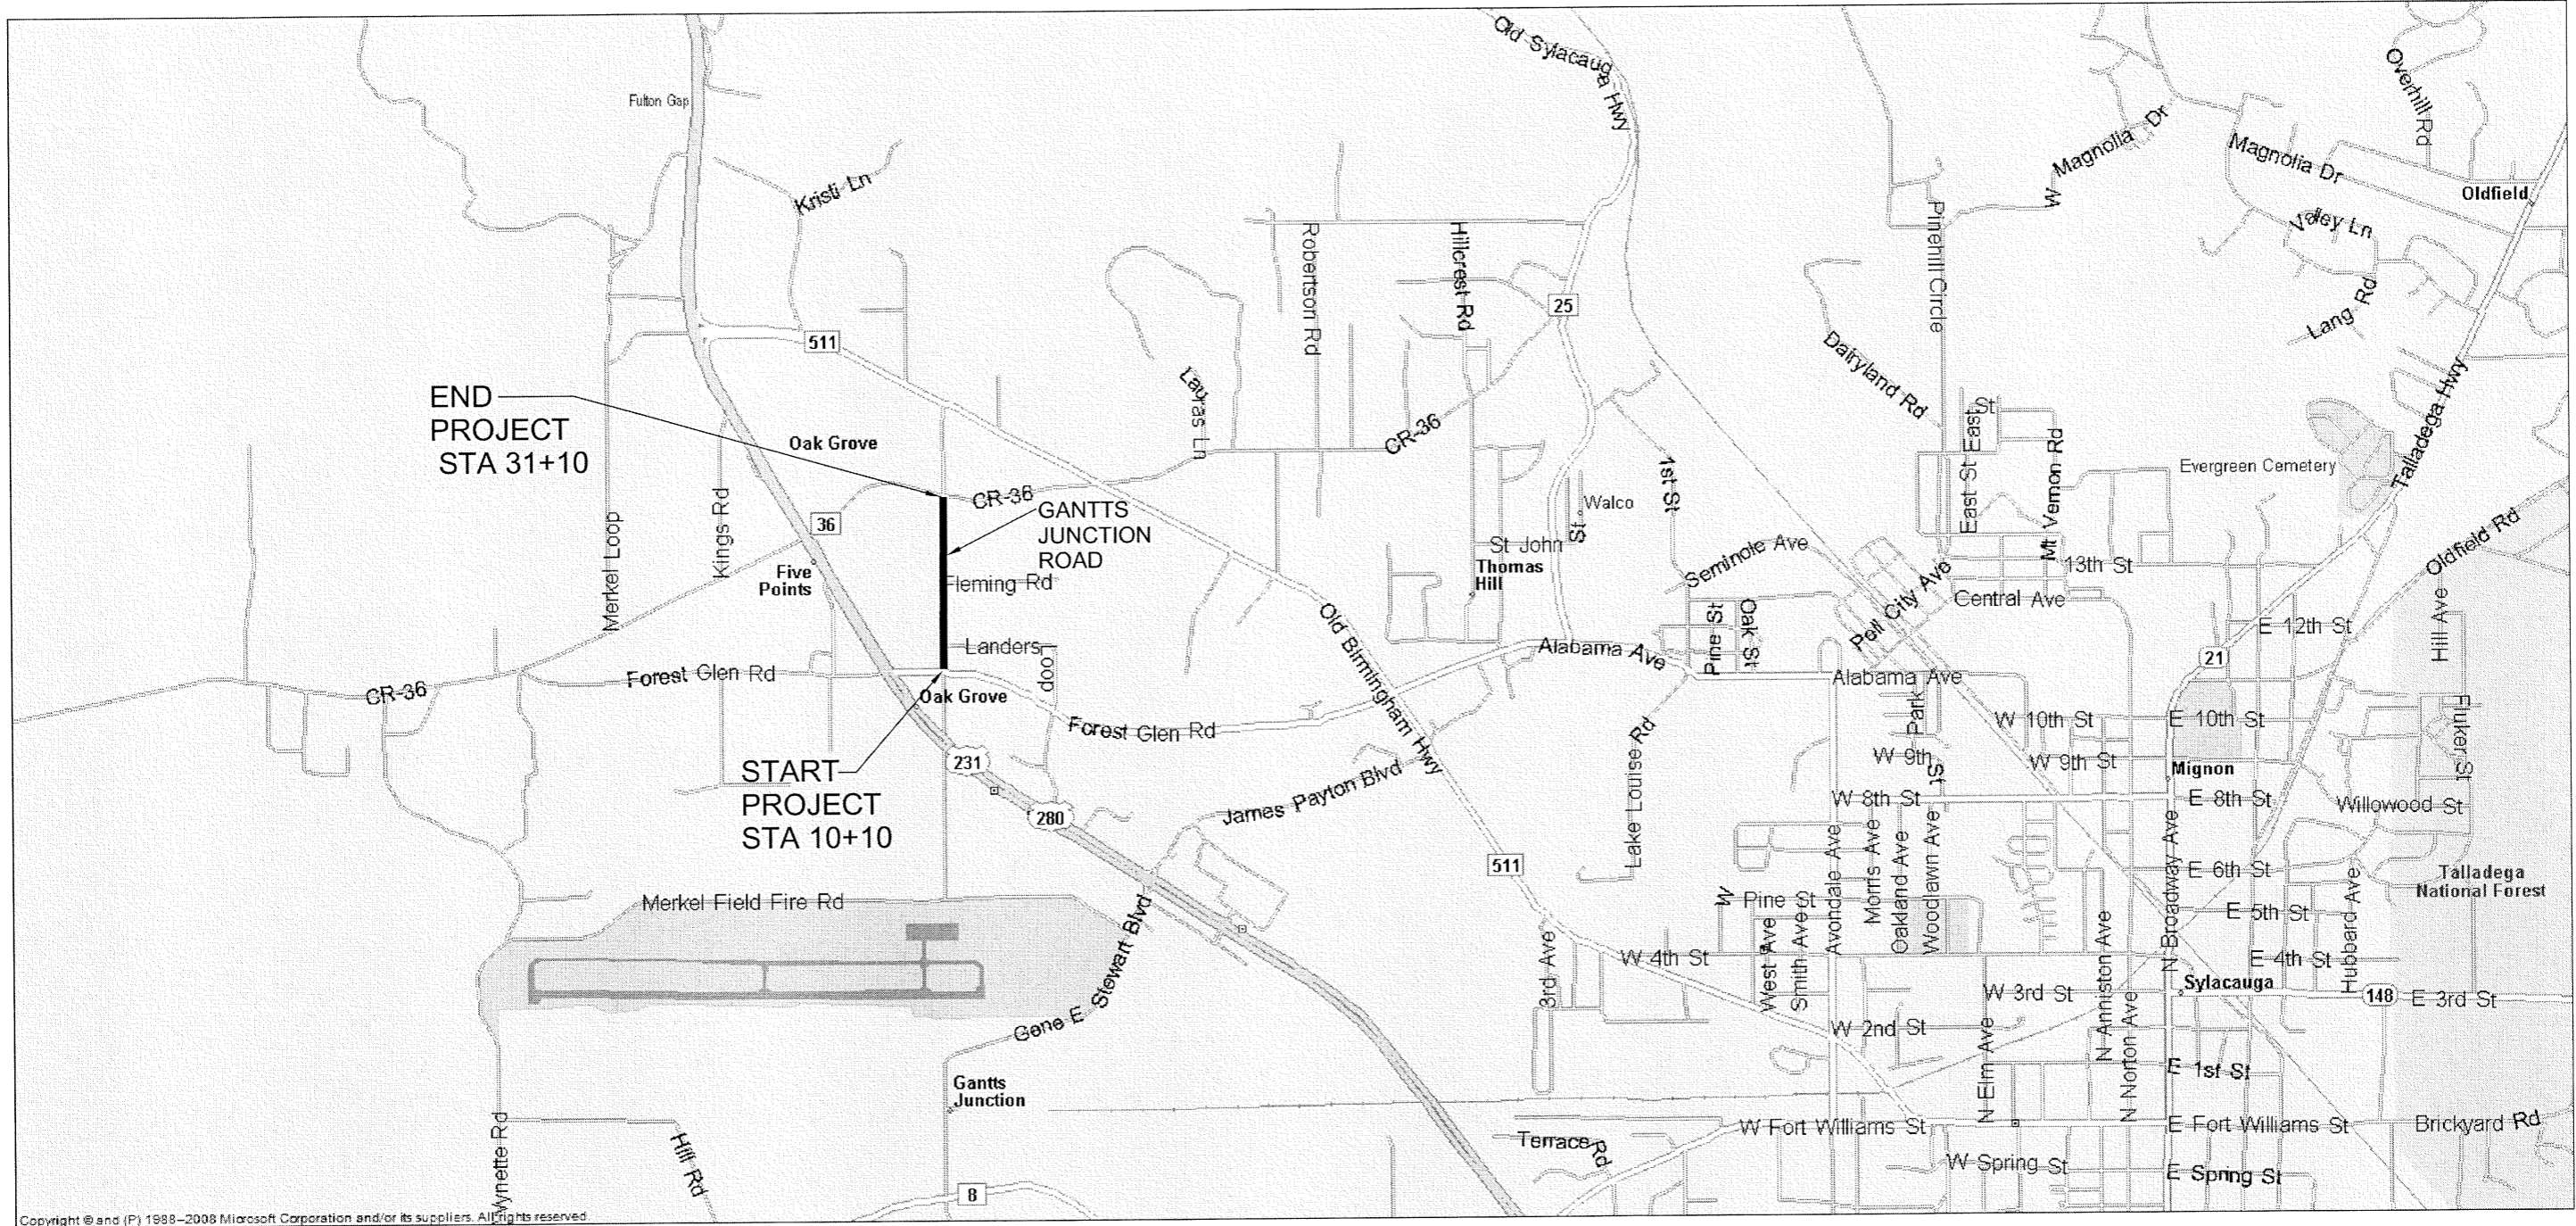 Old Sylacauga Hwy
Overhill Rd
Fulton Gap
W Magnolia Dr
Magnolia Dr
Oldfield
Kristi Ln
Valley Ln
Robertson Rd
Hillcrest Rd
Pinehill Circle
Lang Rd
25
511
Dairyland Rd
Talladega Hwy
END
PROJECT
STA 31+10
Lauras Ln
Oak Grove
CR-36
East St
East St
Mt Vernon Rd
Evergreen Cemetery
1st St
Kings Rd
Merkel Loop
36
CR-36
GANTTS
JUNCTION
ROAD
Walco
St John St
Thomas
Hill
Seminole Ave
13th St
Oldfield Rd
Five
Points
Fleming Rd
Central Ave
Pell City Ave
Old Birmingham Hwy
Pine St
Oak St
E 12th St
Hill Ave
Landers Loop
Alabama Ave
21
CR-36
Forest Glen Rd
Oak Grove
Alabama Ave
Forest Glen Rd
Park St
W 10th St
E 10th St
Fluker St
Lake Louise Rd
W 9th
W 9th St
Mignon
231
START
PROJECT
STA 10+10
280
James Payton Blvd
W 8th St
E 8th St
Willowood St
511
Avondale Ave
Morris Ave
Oakland Ave
Woodlawn Ave
N Broadway Ave
E 6th St
Talladega
National Forest
Merkel Field Fire Rd
W Pine St
E 5th St
Hubbard Ave
Gene E Stewart Blvd
3rd Ave
W 4th St
West Ave
Smith Ave
N Anniston Ave
E 4th St
W 3rd St
Sylacauga
148
E 3rd St
W 2nd St
N Elm Ave
N Norton Ave
E 1st St
Gantts
Junction
Wynette Rd
Hill Rd
Terrace Rd
W Fort Williams St
E Fort Williams St
Brickyard Rd
W Spring St
E Spring St
8
Copyright © and (P) 1988–2008 Microsoft Corporation and/or its suppliers. All rights reserved.